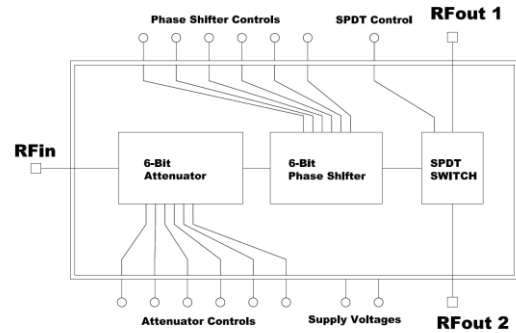 Phase Shifter Controls
SPDT Control
RFout 1
RFin
6-Bit
Attenuator
6-Bit
Phase Shifter
SPDT
SWITCH
Attenuator Controls
Supply Voltages
RFout 2